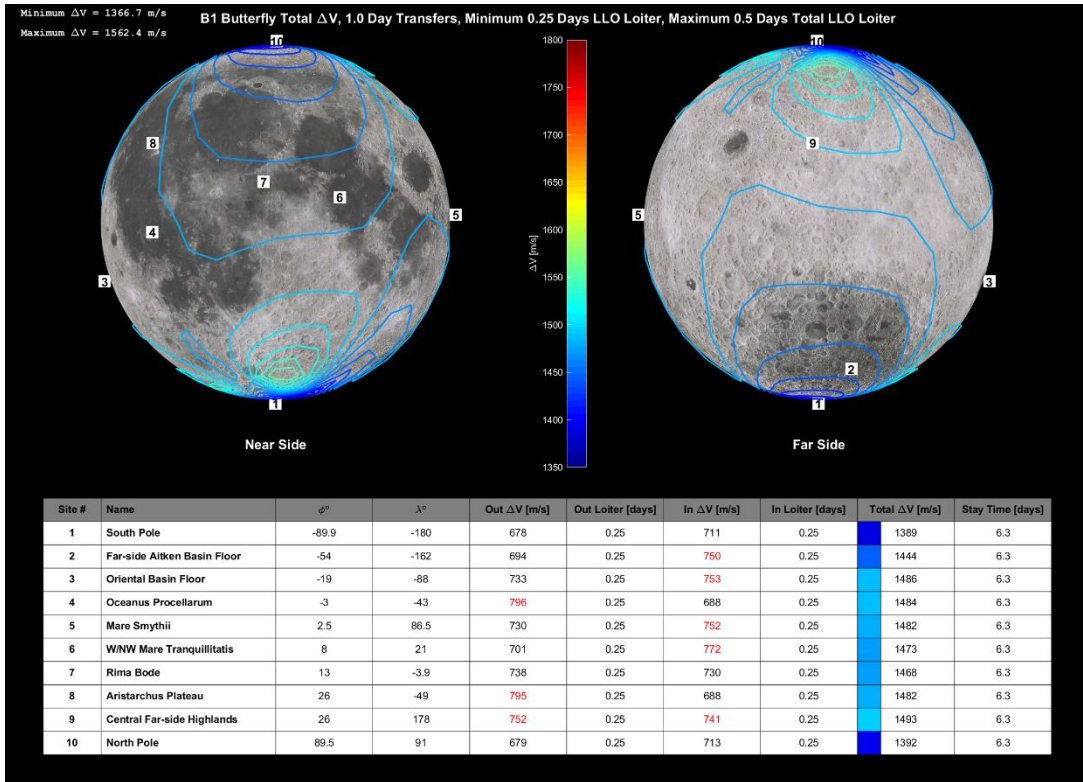 Minimum ΔV = 1366.7 m/s
Maximum ΔV = 1562.4 m/s
B1 Butterfly Total ΔV, 1.0 Day Transfers, Minimum 0.25 Days LLO Loiter, Maximum 0.5 Days Total LLO Loiter
10
8
7
6
5
4
3
1
Near Side
1800
1750
1700
1650
1600
1550
1500
1450
1400
1350
ΔV [m/s]
10
9
5
3
2
1
Far Side
Site # Name φ° λ° Out ΔV [m/s] Out Loiter [days] In ΔV [m/s] In Loiter [days] Total ΔV [m/s] Stay Time [days]
1 South Pole -89.9 -180 678 0.25 711 0.25 1389 6.3
2 Far-side Aitken Basin Floor -54 -162 694 0.25 750 0.25 1444 6.3
3 Oriental Basin Floor -19 -88 733 0.25 753 0.25 1486 6.3
4 Oceanus Procellarum -3 -43 796 0.25 688 0.25 1484 6.3
5 Mare Smythii 2.5 86.5 730 0.25 752 0.25 1482 6.3
6 W/NW Mare Tranquillitatis 8 21 701 0.25 772 0.25 1473 6.3
7 Rima Bode 13 -3.9 738 0.25 730 0.25 1468 6.3
8 Aristarchus Plateau 26 -49 795 0.25 688 0.25 1482 6.3
9 Central Far-side Highlands 26 178 752 0.25 741 0.25 1493 6.3
10 North Pole 89.5 91 679 0.25 713 0.25 1392 6.3